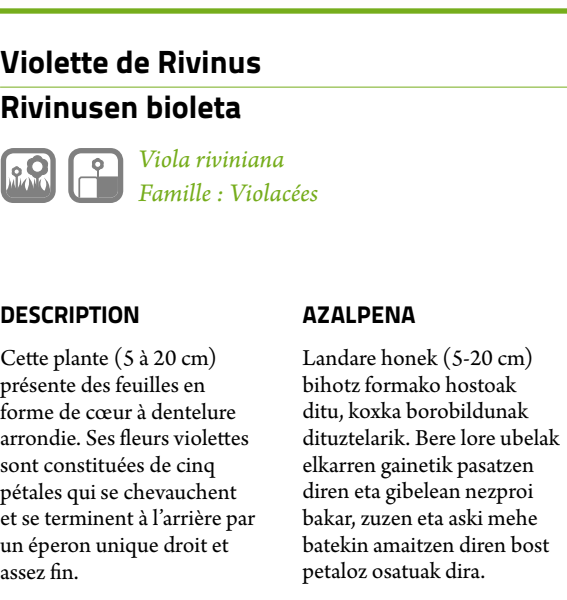 Violette de Rivinus
Rivinusen bioleta
Viola riviniana
Famille : Violacées
DESCRIPTION
Cette plante (5 à 20 cm)
présente des feuilles en
forme de cœur à dentelure
arrondie. Ses fleurs violettes
sont constituées de cinq
pétales qui se chevauchent
et se terminent à l'arrière par
un éperon unique droit et
assez fin.
AZALPENA
Landare honek (5-20 cm)
bihotz formako hostoak
ditu, koxka borobildunak
dituztelarik. Bere lore ubelak
elkarren gainetik pasatzen
diren eta gibelean nezproi
bakar, zuzen eta aski mehe
batekin amaitzen diren bost
petaloz osatuak dira.